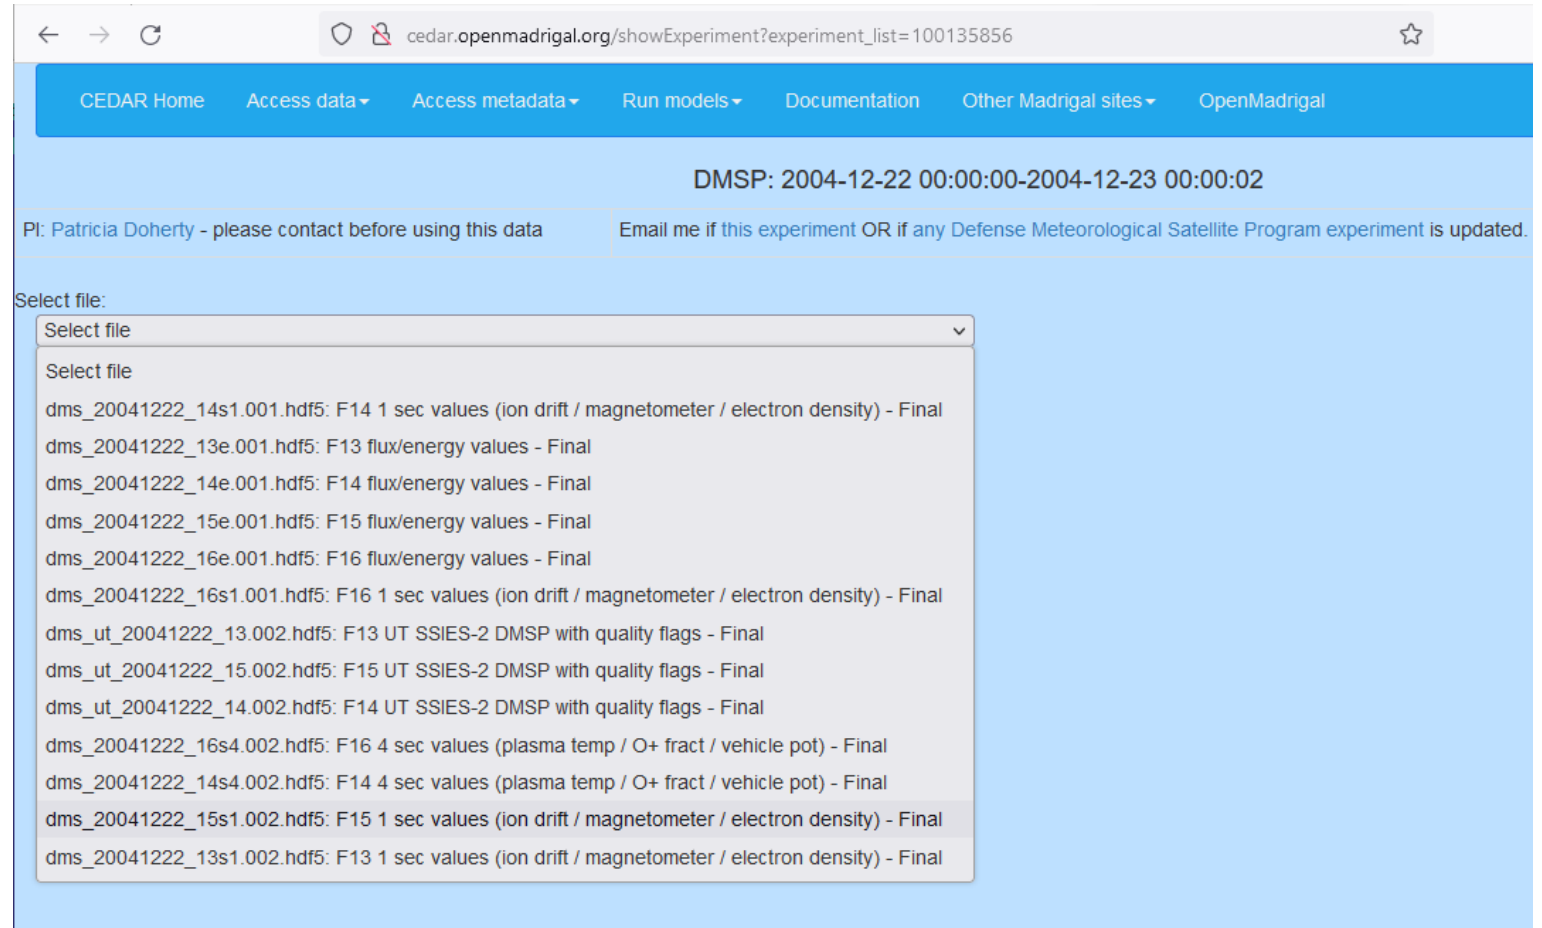 cedar.openmadrigal.org/showExperiment?experiment_list=100135856
CEDAR Home Access data Access metadata Run models Documentation Other Madrigal sites OpenMadrigal
DMSP: 2004-12-22 00:00:00-2004-12-23 00:00:02
PI: Patricia Doherty - please contact before using this data Email me if this experiment OR if any Defense Meteorological Satellite Program experiment is updated.
Select file:
Select file
Select file
dms_20041222_14s1.001.hdf5: F14 1 sec values (ion drift / magnetometer / electron density) - Final
dms_20041222_13e.001.hdf5: F13 flux/energy values - Final
dms_20041222_14e.001.hdf5: F14 flux/energy values - Final
dms_20041222_15e.001.hdf5: F15 flux/energy values - Final
dms_20041222_16e.001.hdf5: F16 flux/energy values - Final
dms_20041222_16s1.001.hdf5: F16 1 sec values (ion drift / magnetometer / electron density) - Final
dms_ut_20041222_13.002.hdf5: F13 UT SSIES-2 DMSP with quality flags - Final
dms_ut_20041222_15.002.hdf5: F15 UT SSIES-2 DMSP with quality flags - Final
dms_ut_20041222_14.002.hdf5: F14 UT SSIES-2 DMSP with quality flags - Final
dms_20041222_16s4.002.hdf5: F16 4 sec values (plasma temp / O+ fract / vehicle pot) - Final
dms_20041222_14s4.002.hdf5: F14 4 sec values (plasma temp / O+ fract / vehicle pot) - Final
dms_20041222_15s1.002.hdf5: F15 1 sec values (ion drift / magnetometer / electron density) - Final
dms_20041222_13s1.002.hdf5: F13 1 sec values (ion drift / magnetometer / electron density) - Final